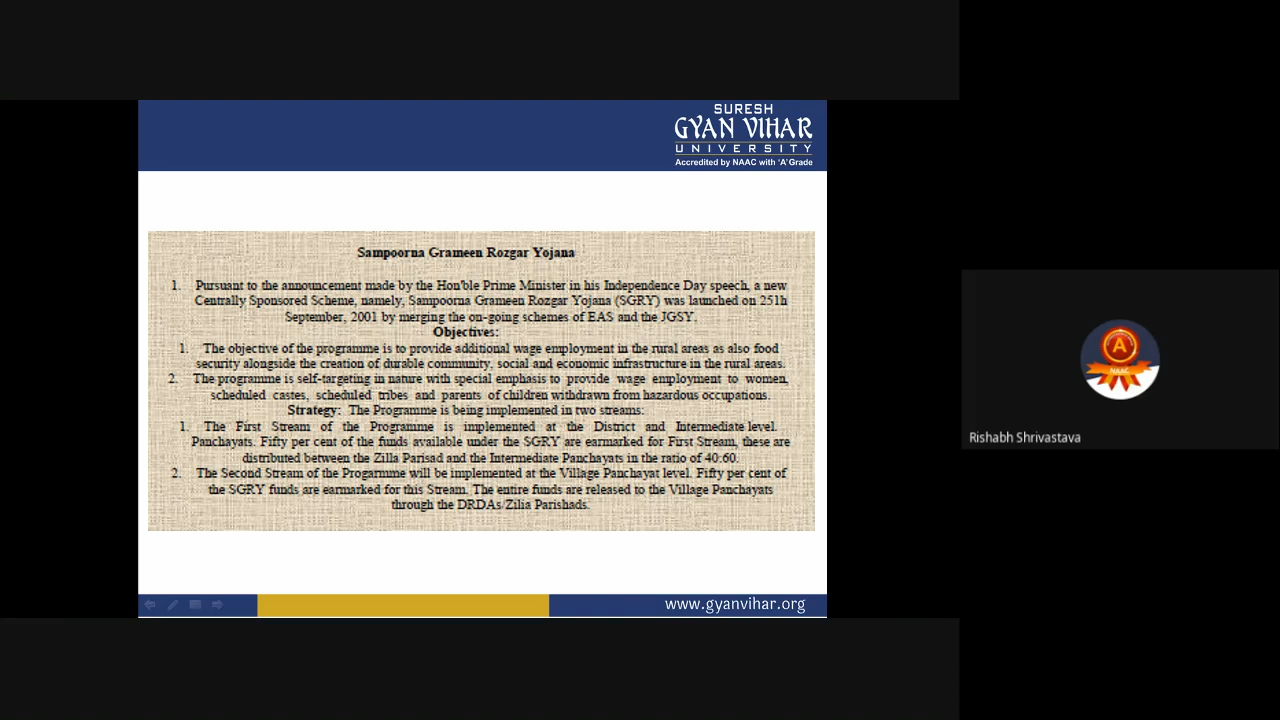 SURESH
GYAN VIHAR
UNIVERSITY
Accredited by NAAC with 'A' Grade
Sampoorna Grameen Rozgar Yojana
1. Pursuant to the announcement made by the Hon'ble Prime Minister in his Independence Day speech, a new
Centrally Sponsored Scheme, namely, Sampoorna Grameen Rozgar Yojana (SGRY) was launched on 251h
September, 2001 by merging the on-going schemes of EAS and the JGSY.
Objectives:
1. The objective of the programme is to provide additional wage employment in the rural areas as also food
security alongside the creation of durable community, social and economic infrastructure in the rural areas.
2. The programme is self-targeting in nature with special emphasis to provide wage employment to women,
scheduled castes, scheduled tribes and parents of children withdrawn from hazardous occupations.
Strategy: The Programme is being implemented in two streams:
1. The First Stream of the Programme is implemented at the District and Intermediate level.
Panchayats. Fifty per cent of the funds available under the SGRY are earmarked for First Stream, these are
distributed between the Zilla Parisad and the Intermediate Panchayats in the ratio of 40:60.
2. The Second Stream of the Progarmme will be implemented at the Village Panchayat level. Fifty per cent of
the SGRY funds are earmarked for this Stream. The entire funds are released to the Village Panchayats
through the DRDAs/Zilia Parishads.
www.gyanvihar.org
A
NAAC
Rishabh Shrivastava